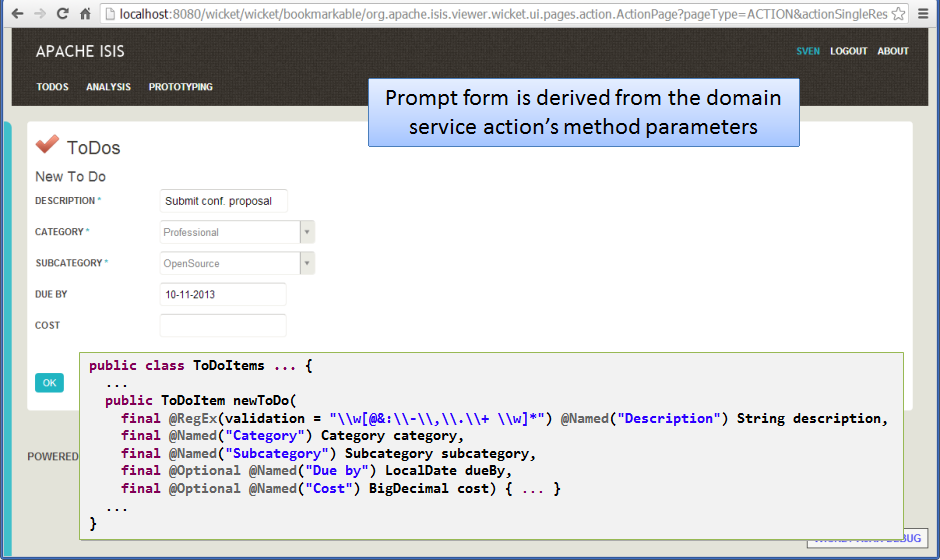 localhost:8080/wicket/wicket/bookmarkable/org.apache.isis.viewer.wicket.ui.pages.action.ActionPage?pageType=ACTION&actionSingleRes
APACHE ISIS
SVEN LOGOUT ABOUT
TODOS ANALYSIS PROTOTYPING
Prompt form is derived from the domain
service action’s method parameters
ToDos
New To Do
DESCRIPTION * Submit conf. proposal
CATEGORY * Professional
SUBCATEGORY * OpenSource
DUE BY 10-11-2013
COST
OK
public class ToDoItems ... {
...
public ToDoItem newToDo(
final @RegEx(validation = "\\w[@&:\\-\\,\\.\\+ \\w]*") @Named("Description") String description,
final @Named("Category") Category category,
final @Named("Subcategory") Subcategory subcategory,
final @Optional @Named("Due by") LocalDate dueBy,
final @Optional @Named("Cost") BigDecimal cost) { ... }
...
}
POWERED